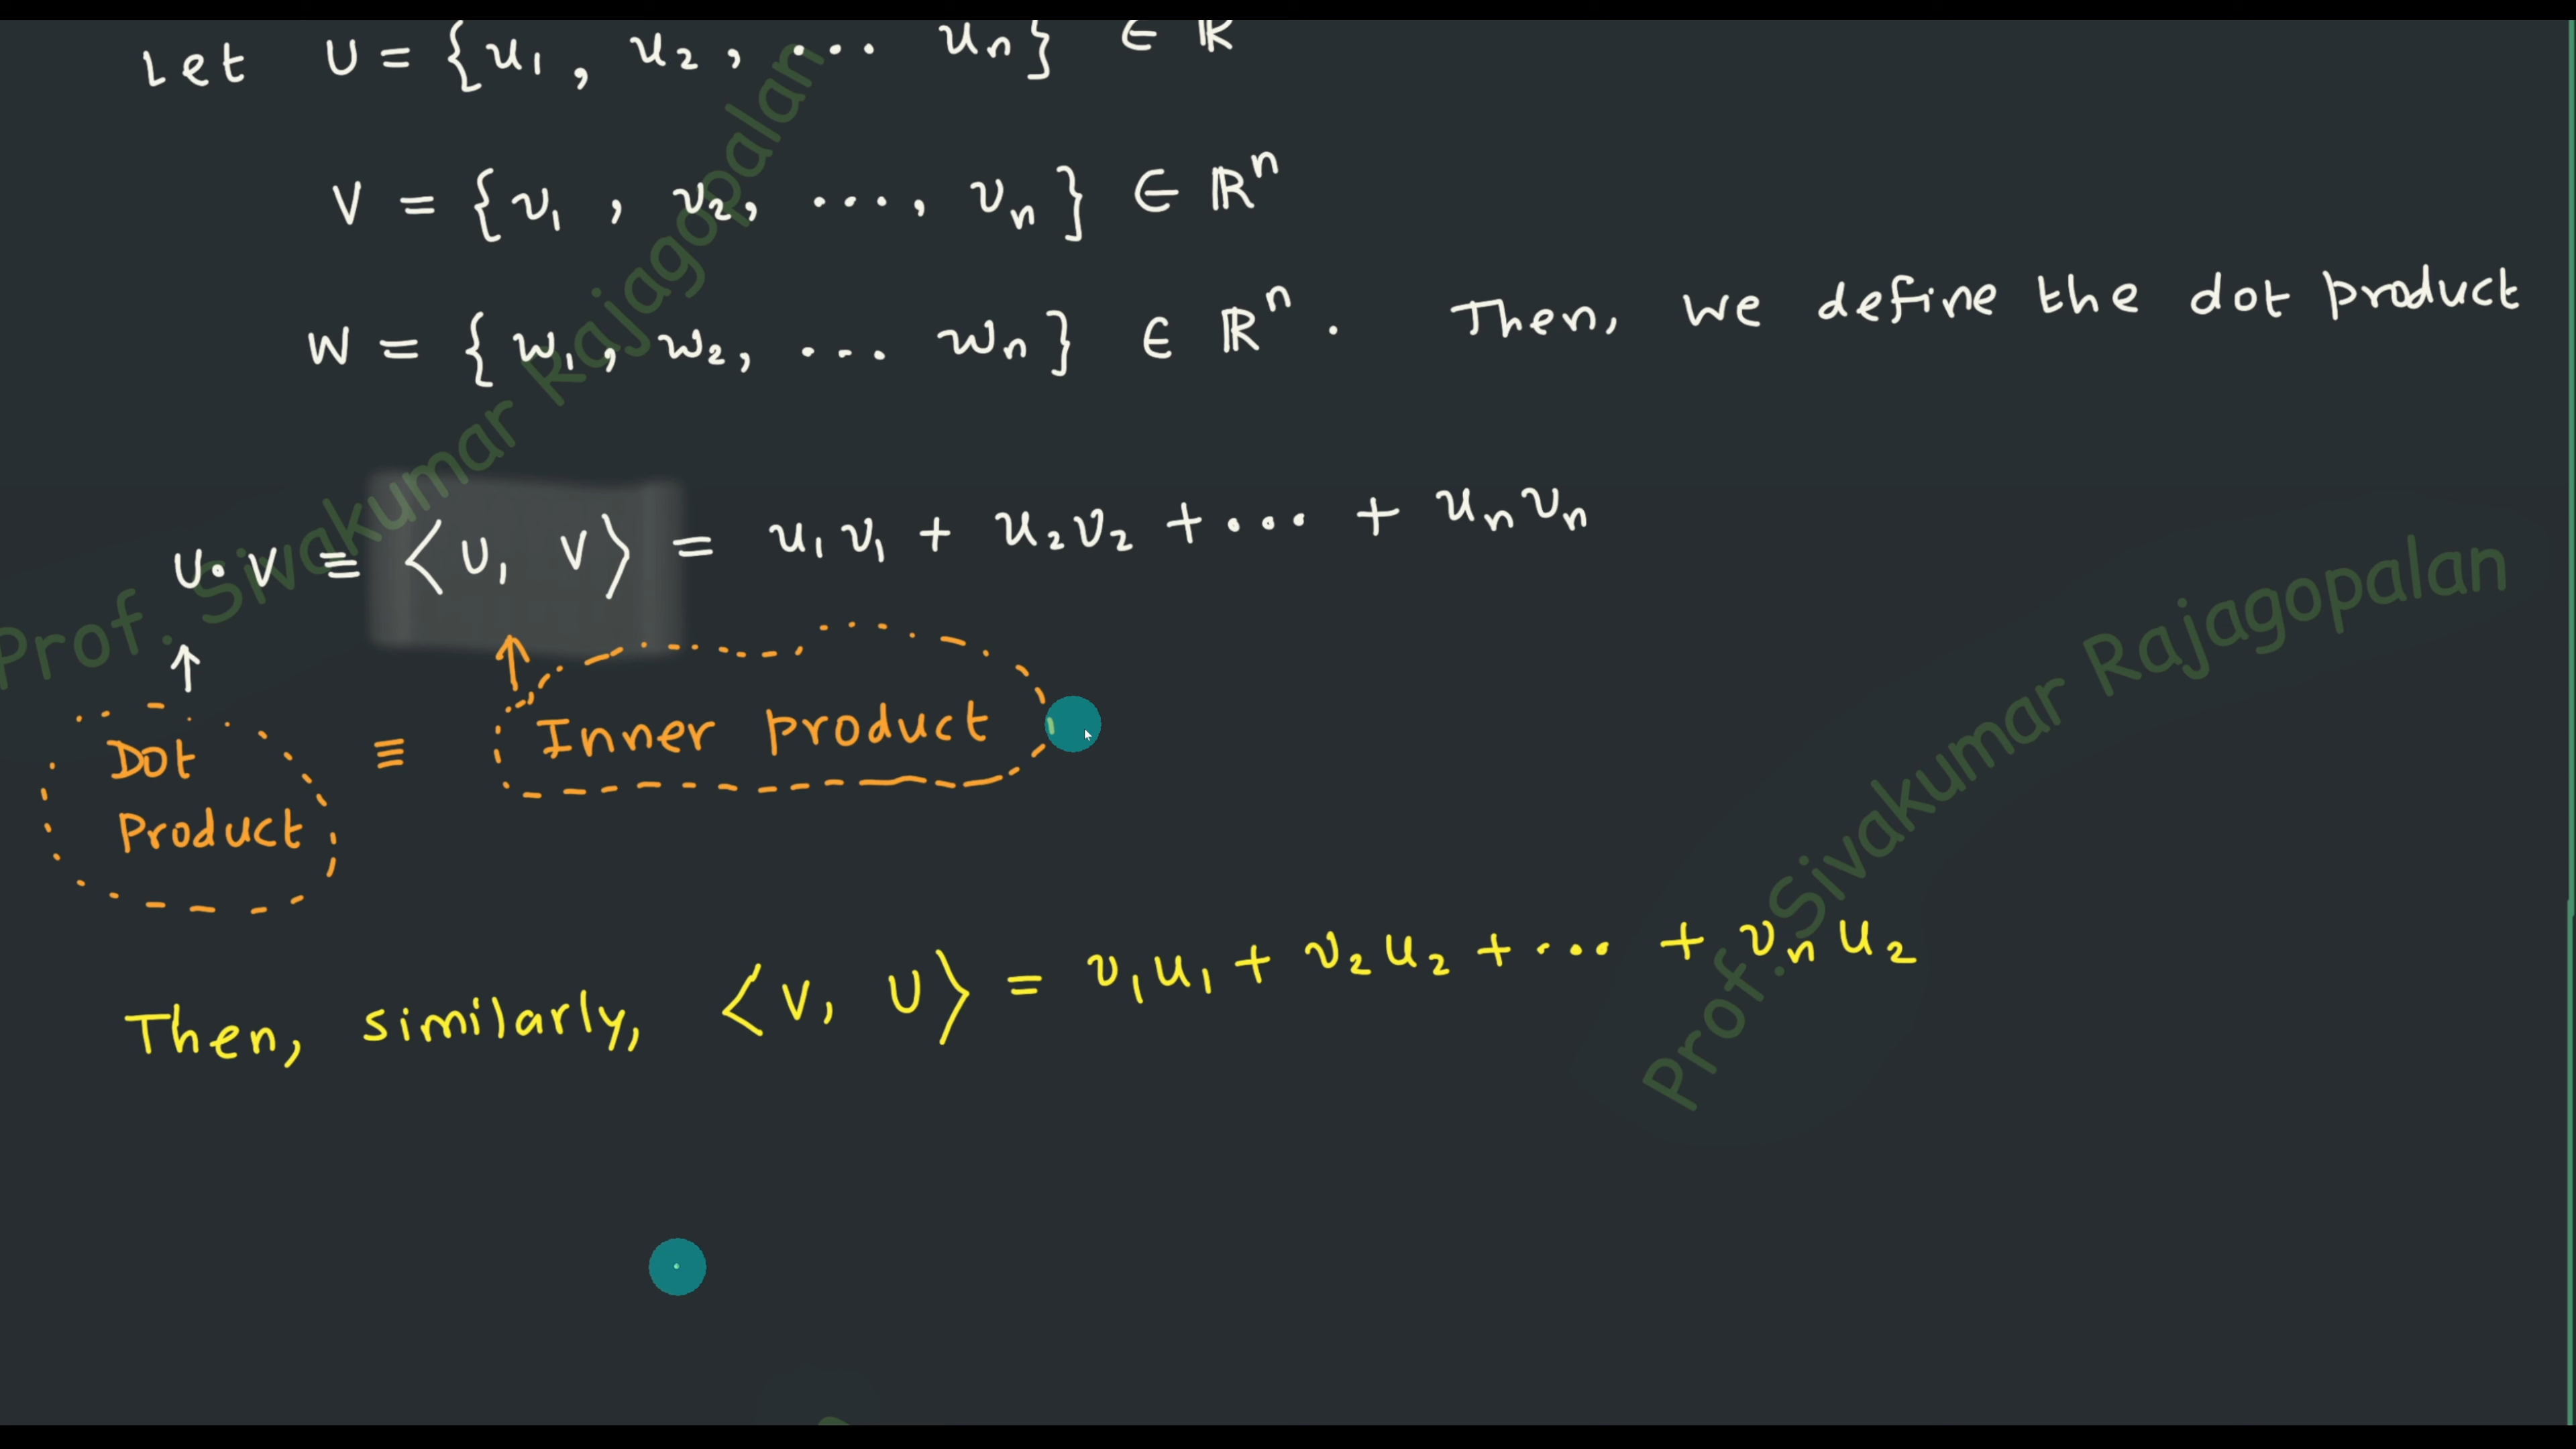 Let U = {u₁, u₂, ... uₙ} ∈ ℝ
V = {v₁, v₂, ..., vₙ} ∈ ℝⁿ
W = {w₁, w₂, ... wₙ} ∈ ℝⁿ. Then, we define the dot product
U·V ≡ ⟨U, V⟩ = u₁v₁ + u₂v₂ + ... + uₙvₙ
↑ ↑
Dot Product ≡ Inner product
Then, similarly, ⟨V, U⟩ = v₁u₁ + v₂u₂ + ... + vₙu₂
Prof. Sivakumar Rajagopalan
Prof. Sivakumar Rajagopalan